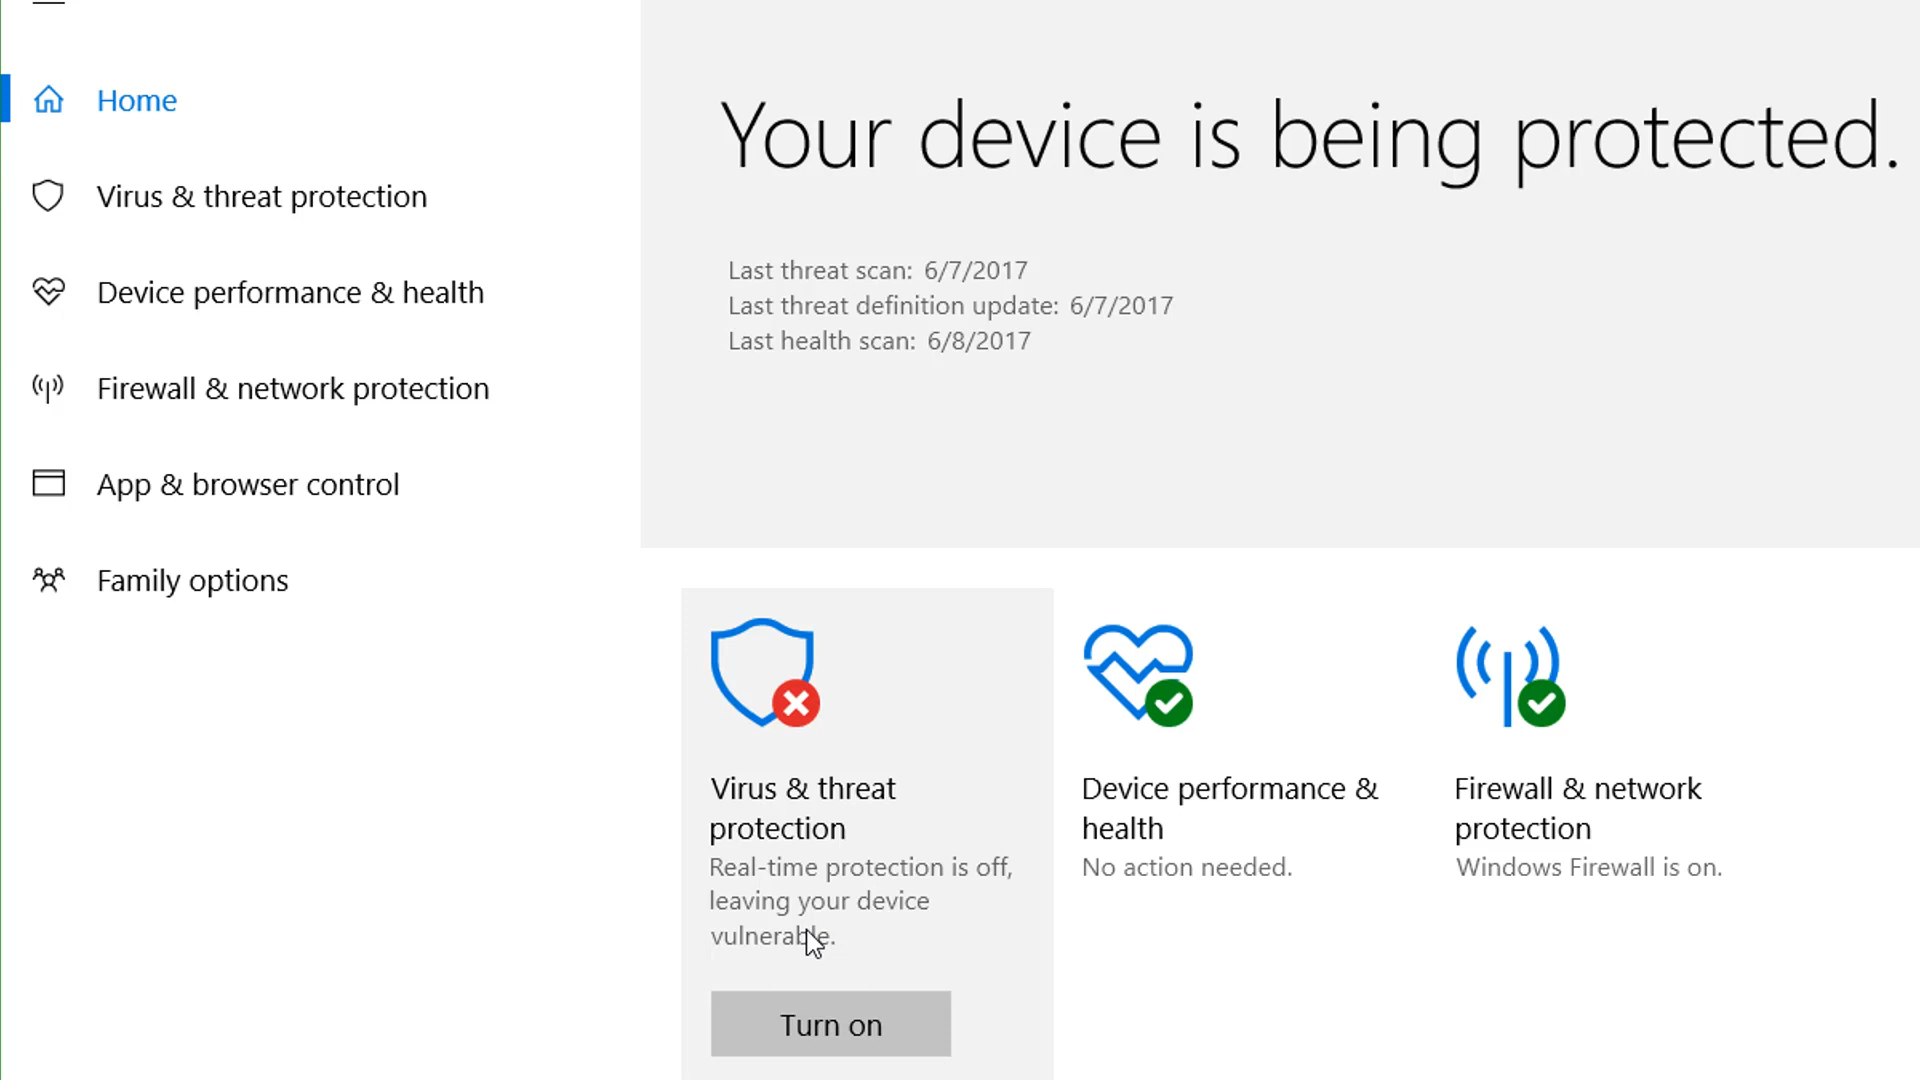 Home
Virus & threat protection
Device performance & health
Firewall & network protection
App & browser control
Family options
Your device is being protected.
Last threat scan: 6/7/2017
Last threat definition update: 6/7/2017
Last health scan: 6/8/2017
Virus & threat
protection
Real-time protection is off,
leaving your device
vulnerable.
Turn on
Device performance &
health
No action needed.
Firewall & network
protection
Windows Firewall is on.